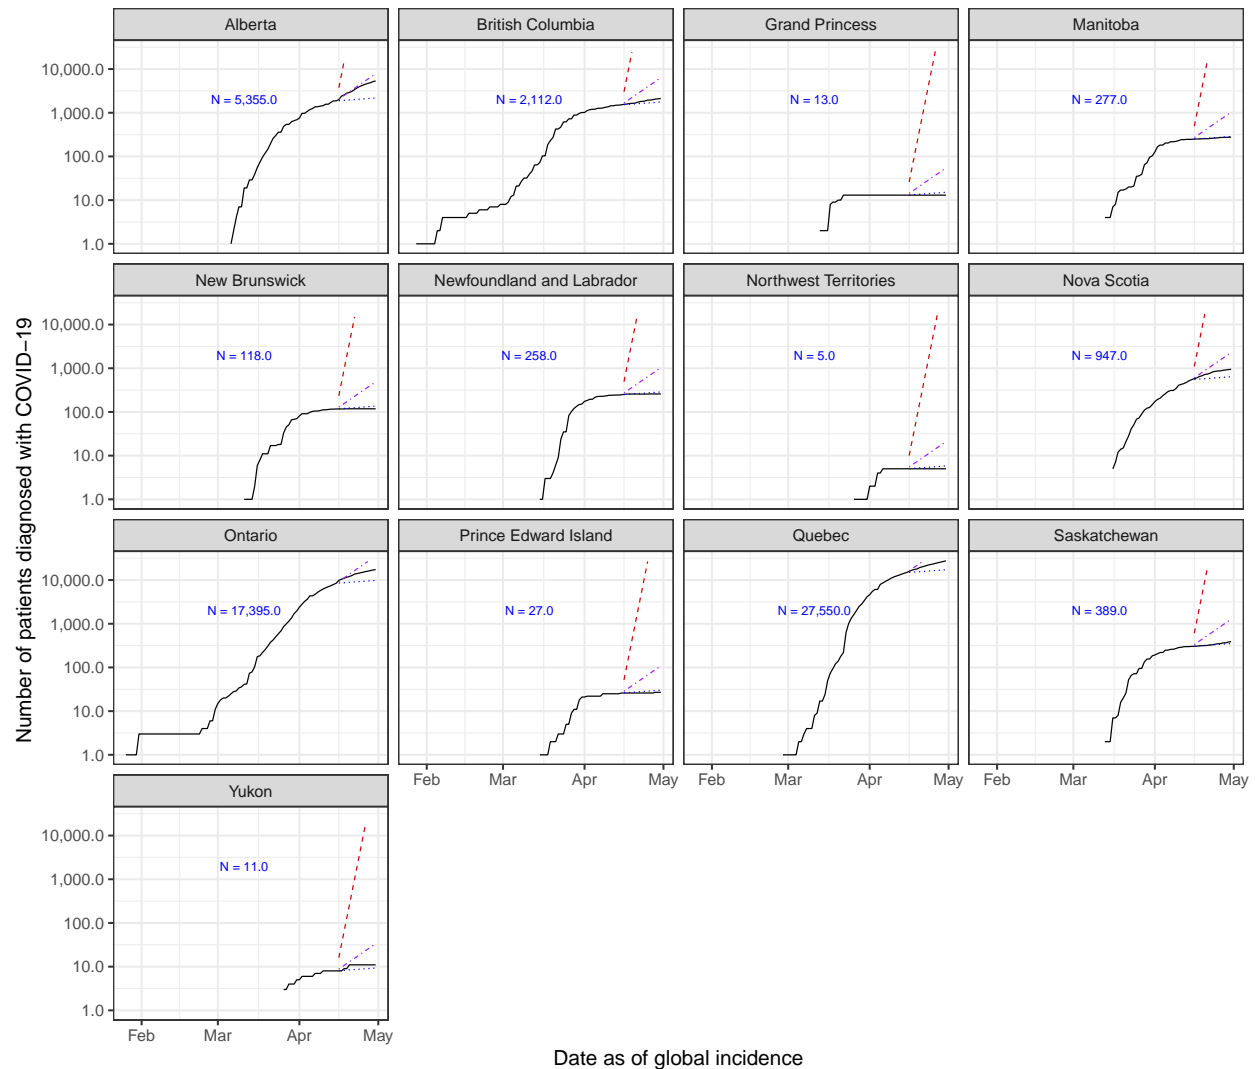 Alberta
British Columbia
Grand Princess
Manitoba
10,000.0
1,000.0
100.0
10.0
1.0
N = 5,355.0
N = 2,112.0
N = 13.0
N = 277.0
New Brunswick
Newfoundland and Labrador
Northwest Territories
Nova Scotia
10,000.0
1,000.0
100.0
10.0
1.0
N = 118.0
N = 258.0
N = 5.0
N = 947.0
Ontario
Prince Edward Island
Quebec
Saskatchewan
10,000.0
1,000.0
100.0
10.0
1.0
N = 17,395.0
N = 27.0
N = 27,550.0
N = 389.0
Feb Mar Apr May
Feb Mar Apr May
Feb Mar Apr May
Yukon
10,000.0
1,000.0
100.0
10.0
1.0
N = 11.0
Feb Mar Apr May
Number of patients diagnosed with COVID−19
Date as of global incidence